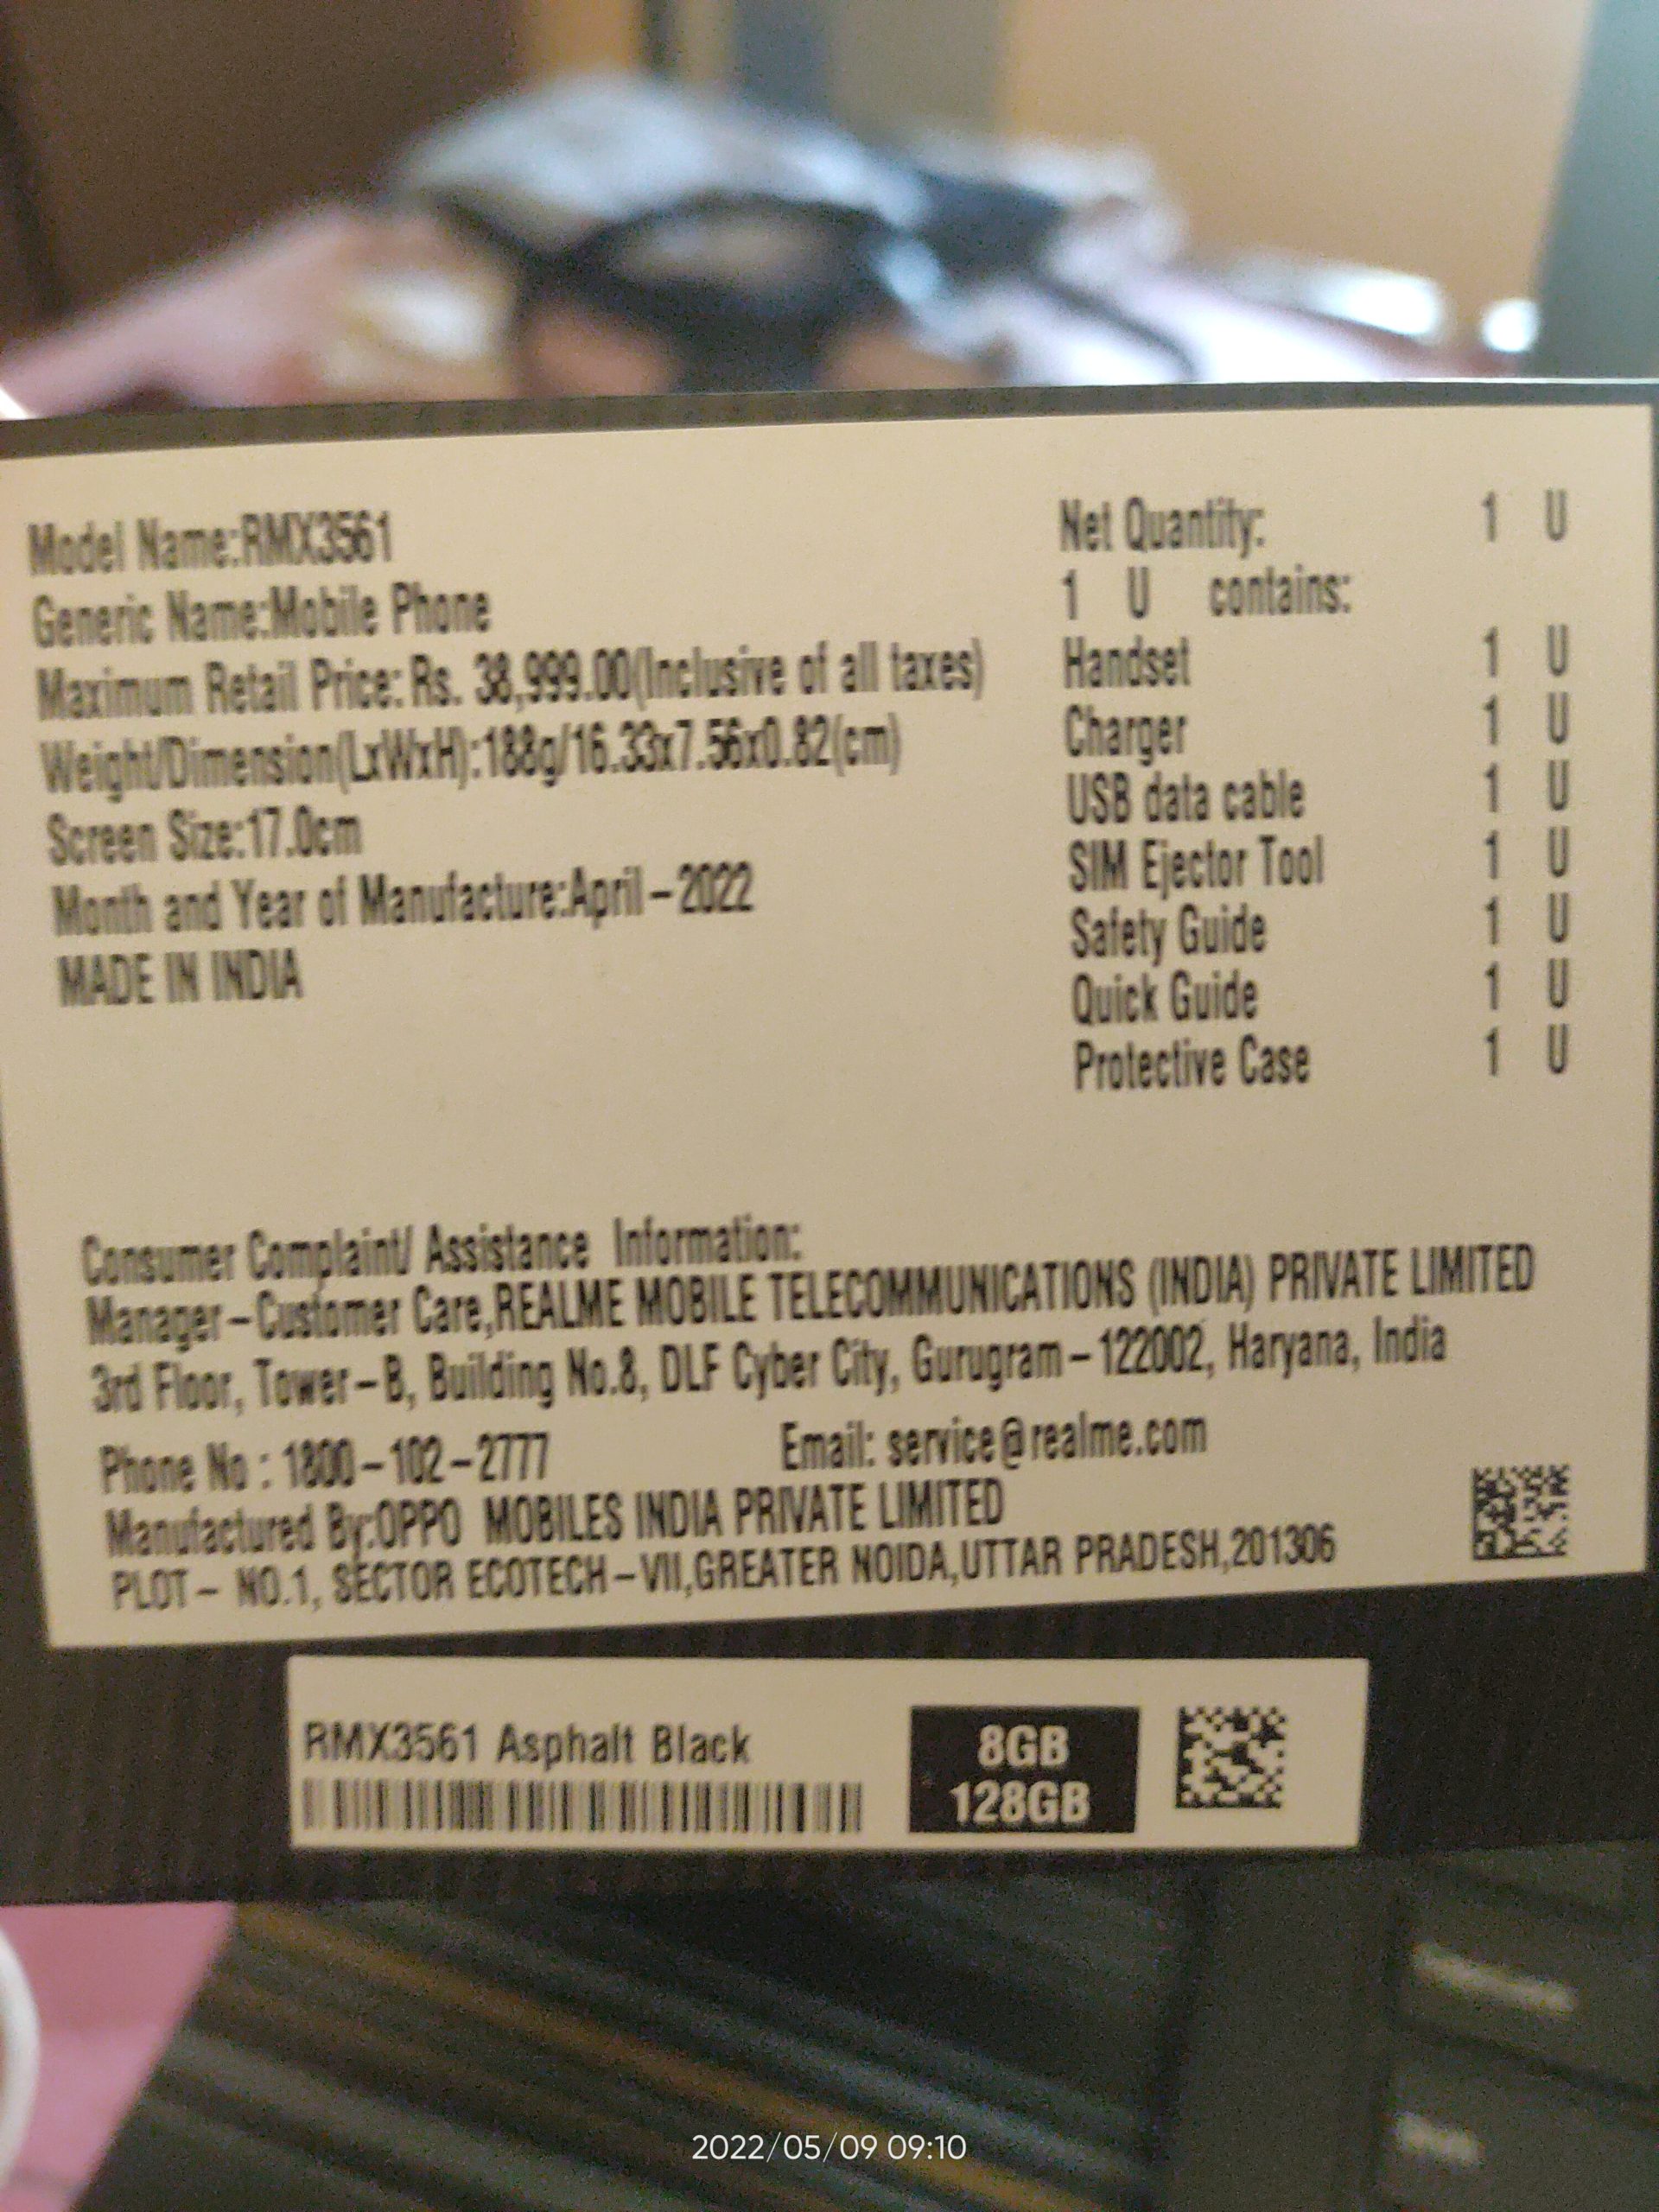 Model Name:RMX3561
Generic Name:Mobile Phone
Maximum Retail Price: Rs. 38,999.00(Inclusive of all taxes)
Weight/Dimension(LxWxH):188g/16.33x7.56x0.82(cm)
Screen Size:17.0cm
Month and Year of Manufacture:April-2022
MADE IN INDIA
Net Quantity: 1 U
1 U contains:
Handset 1 U
Charger 1 U
USB data cable 1 U
SIM Ejector Tool 1 U
Safety Guide 1 U
Quick Guide 1 U
Protective Case 1 U
Consumer Complaint/ Assistance Information:
Manager-Customer Care,REALME MOBILE TELECOMMUNICATIONS (INDIA) PRIVATE LIMITED
3rd Floor, Tower-B, Building No.8, DLF Cyber City, Gurugram-122002, Haryana, India
Phone No : 1800-102-2777 Email: service@realme.com
Manufactured By:OPPO MOBILES INDIA PRIVATE LIMITED
PLOT- NO.1, SECTOR ECOTECH-VII,GREATER NOIDA,UTTAR PRADESH,201306
RMX3561 Asphalt Black
8GB
128GB
2022/05/09 09:10